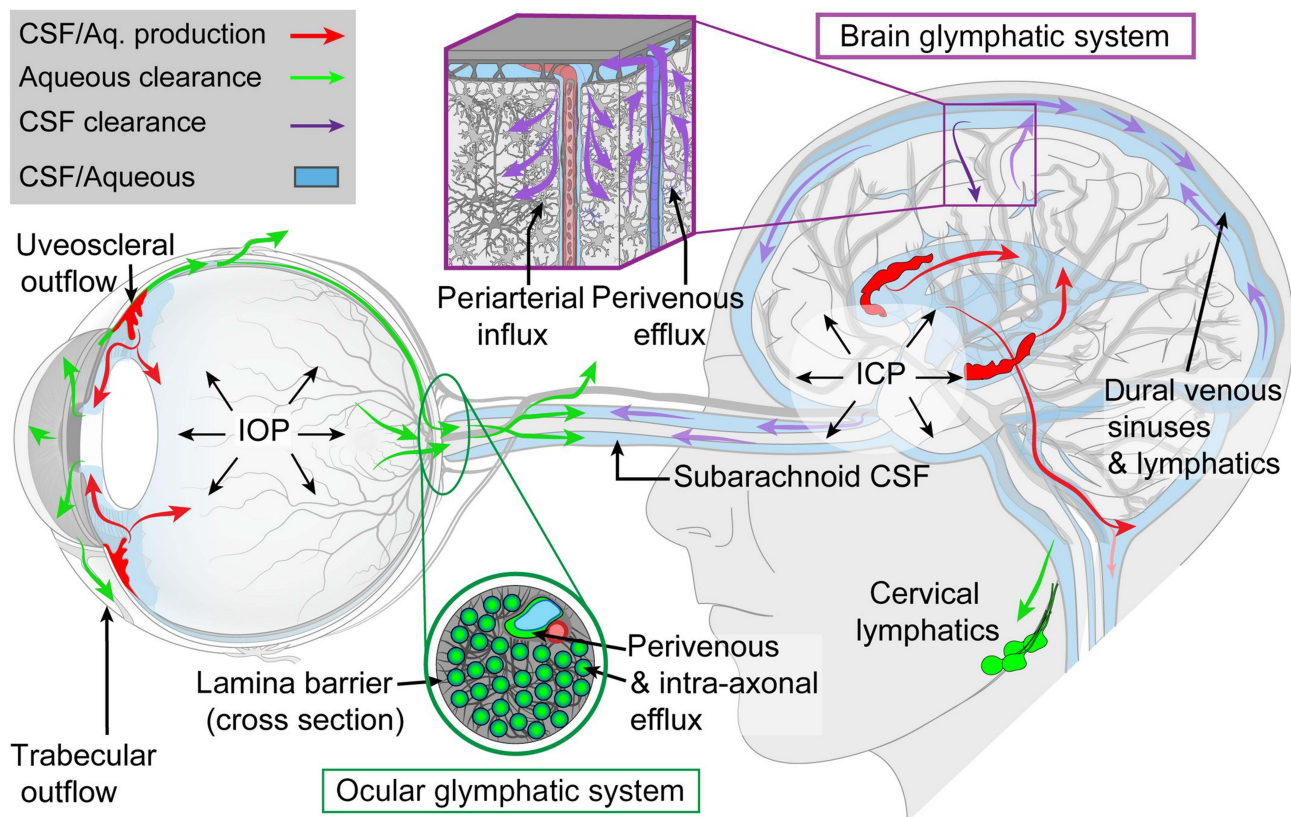 CSF/Aq. production
Aqueous clearance
CSF clearance
CSF/Aqueous
Brain glymphatic system
Uveoscleral
outflow
Periarterial
influx
Perivenous
efflux
IOP
ICP
Dural venous
sinuses
& lymphatics
Subarachnoid CSF
Cervical
lymphatics
Lamina barrier
(cross section)
Perivenous
& intra-axonal
efflux
Trabecular
outflow
Ocular glymphatic system